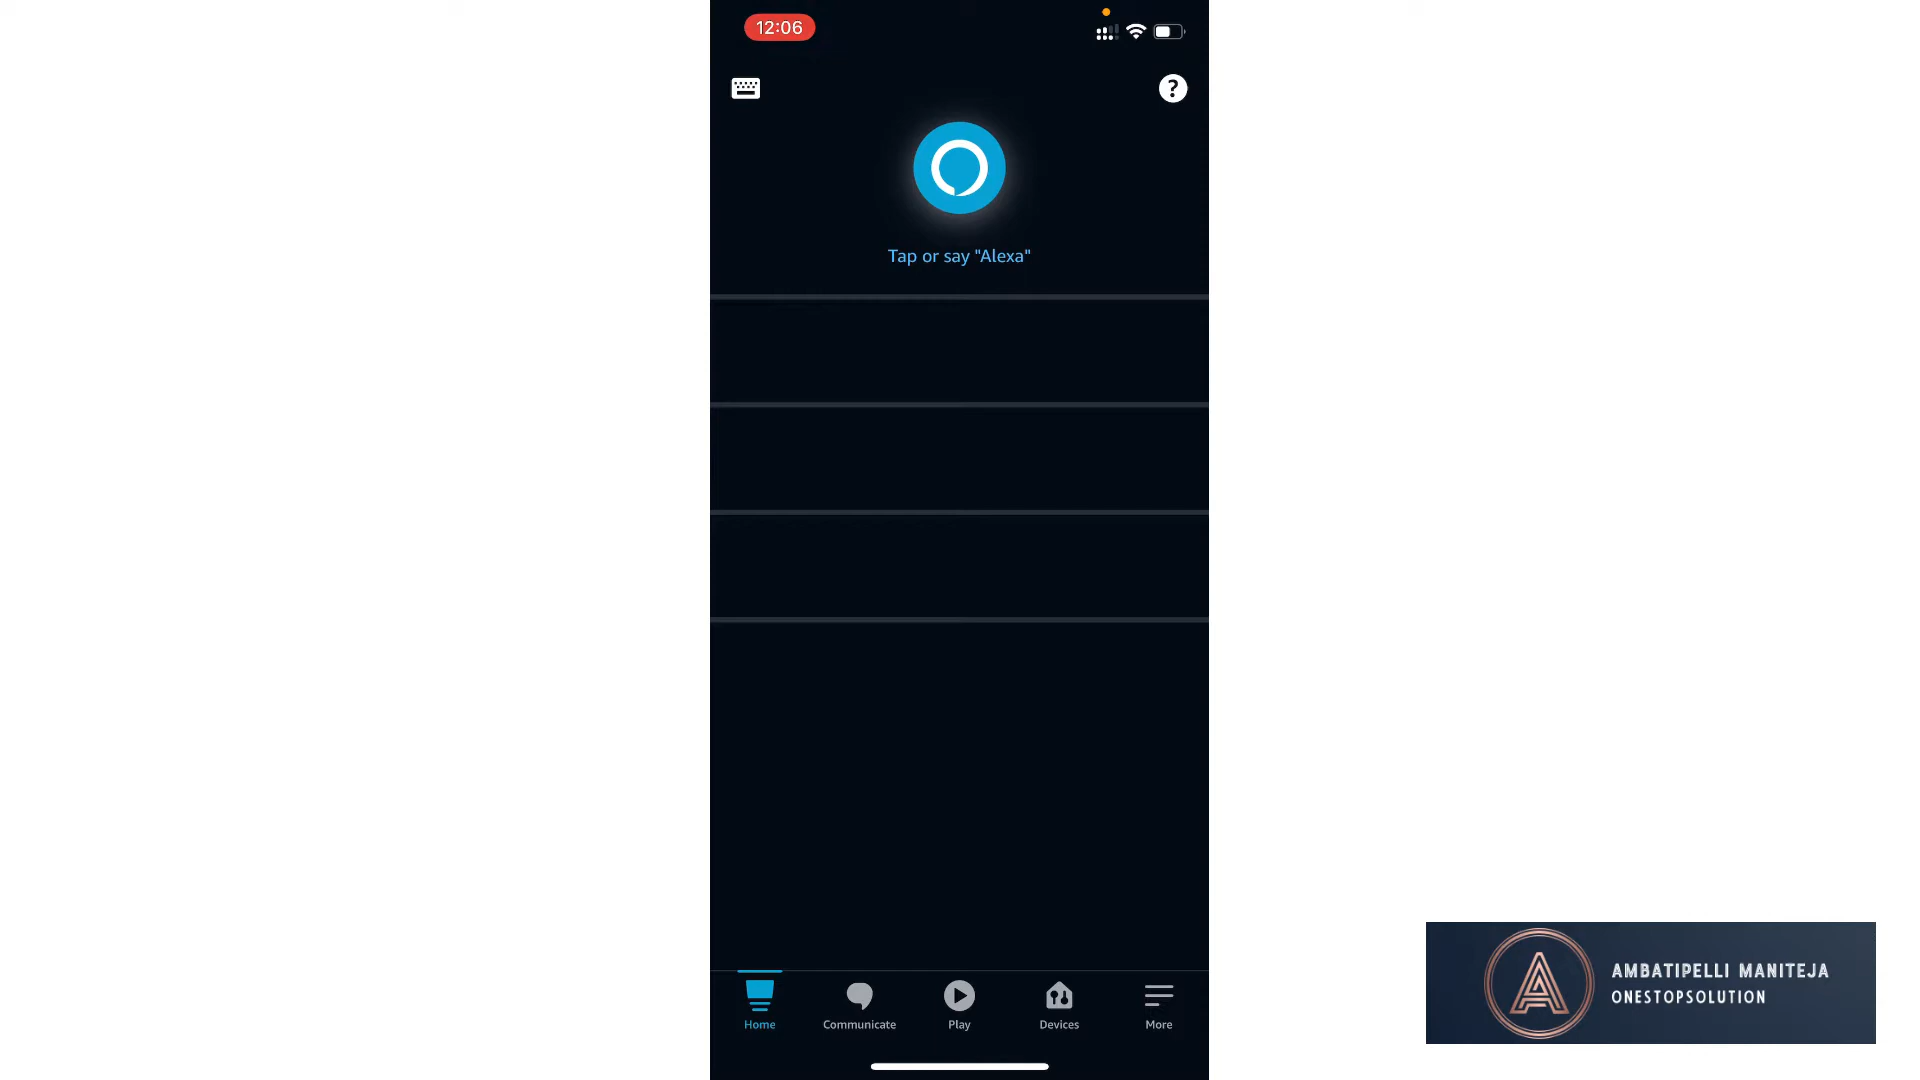 12:06
?
Tap or say "Alexa"
Home
Communicate
Play
Devices
More
AMBATIPELLI MANITEJA
ONESTOPSOLUTION